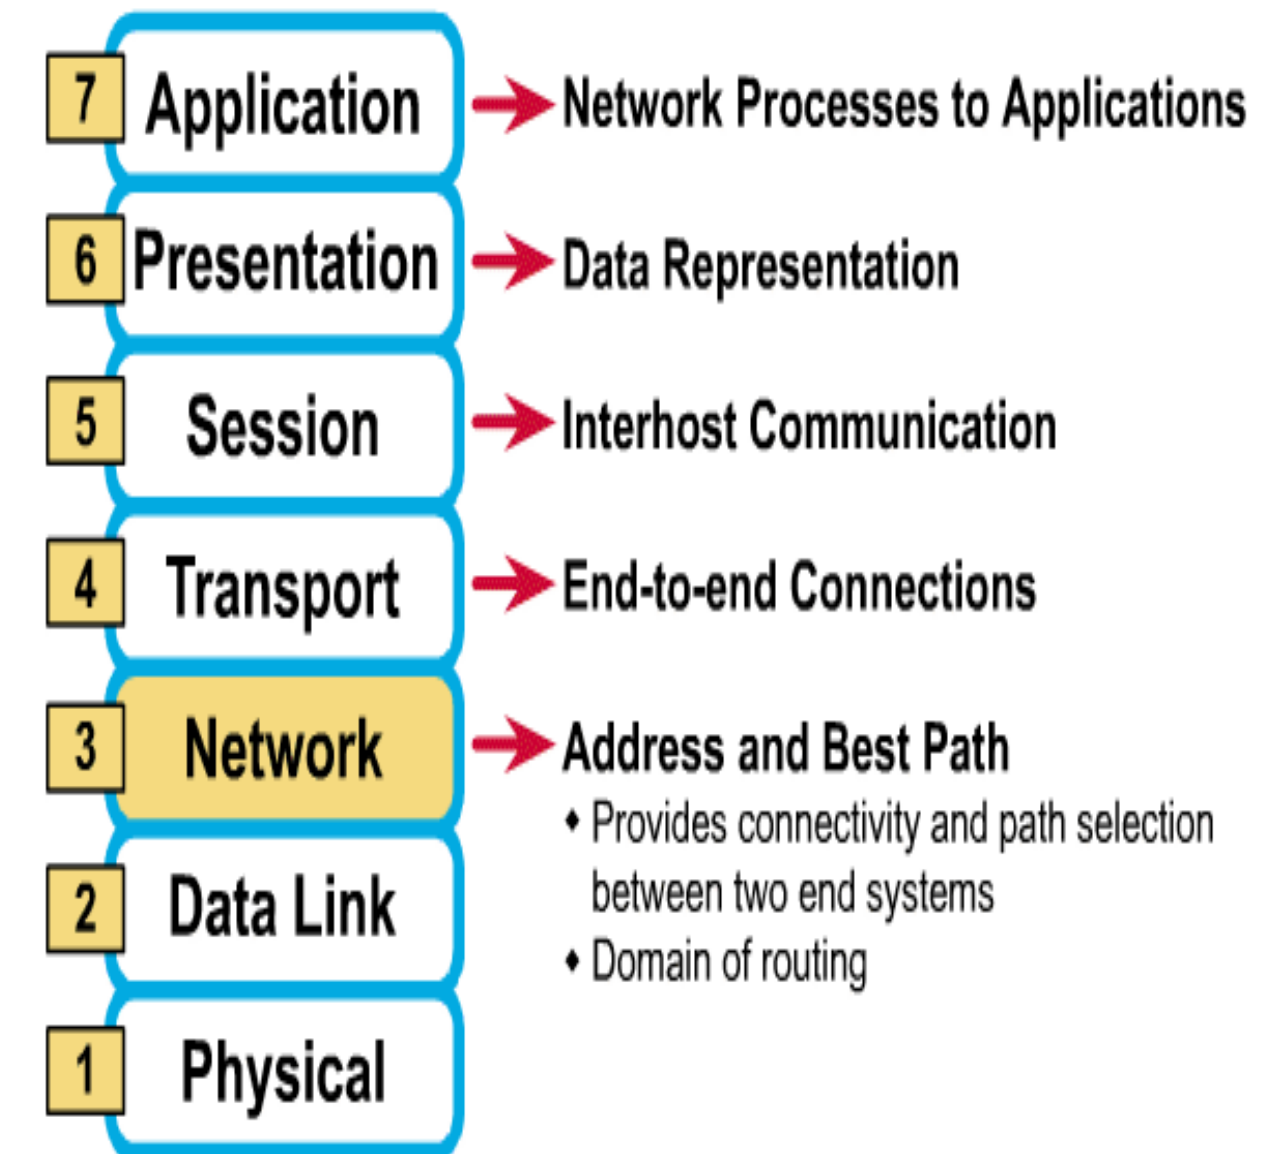 7 Application Network Processes to Applications
6 Presentation Data Representation
5 Session Interhost Communication
4 Transport End-to-end Connections
3 Network Address and Best Path
♦ Provides connectivity and path selection
between two end systems
♦ Domain of routing
2 Data Link
1 Physical